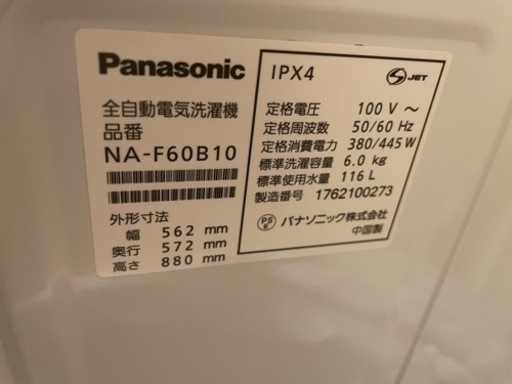 Panasonic
全自動電気洗濯機
品番
NA-F60B10
外形寸法
幅 562 mm
奥行 572 mm
高さ 880 mm
IPX4
S JET
定格電圧 100 V ～
定格周波数 50/60 Hz
定格消費電力 380/445 W
標準洗濯容量 6.0 kg
標準使用水量 116 L
製造番号 1762100273
PS E パナソニック株式会社
中国製